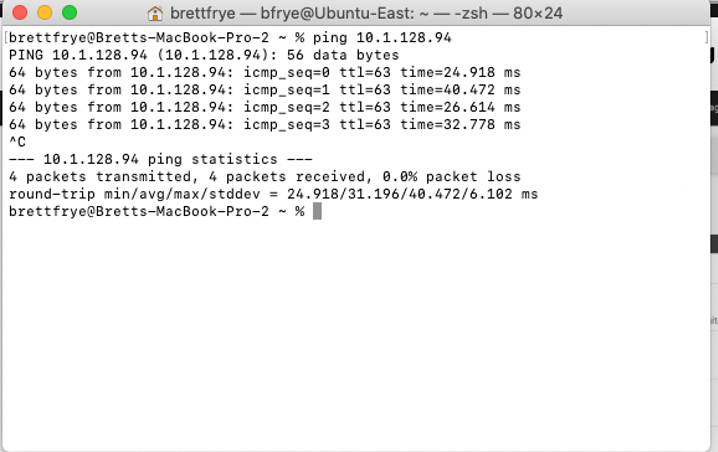 brettfrye — bfrye@Ubuntu-East: ~ — -zsh — 80×24
[brettfrye@Bretts-MacBook-Pro-2 ~ % ping 10.1.128.94 ]
PING 10.1.128.94 (10.1.128.94): 56 data bytes
64 bytes from 10.1.128.94: icmp_seq=0 ttl=63 time=24.918 ms
64 bytes from 10.1.128.94: icmp_seq=1 ttl=63 time=40.472 ms
64 bytes from 10.1.128.94: icmp_seq=2 ttl=63 time=26.614 ms
64 bytes from 10.1.128.94: icmp_seq=3 ttl=63 time=32.778 ms
^C
--- 10.1.128.94 ping statistics ---
4 packets transmitted, 4 packets received, 0.0% packet loss
round-trip min/avg/max/stddev = 24.918/31.196/40.472/6.102 ms
brettfrye@Bretts-MacBook-Pro-2 ~ %